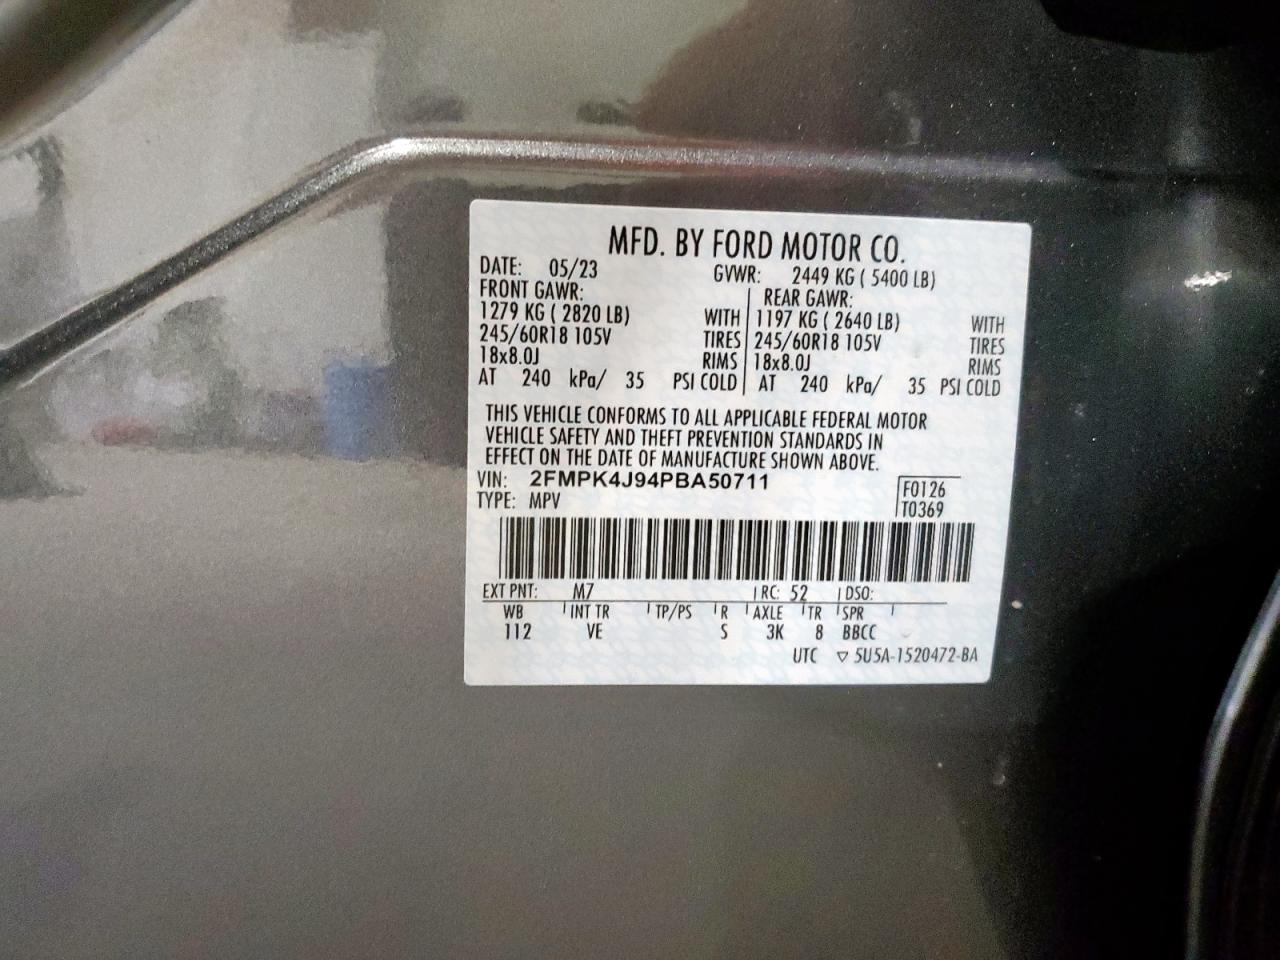 MFD. BY FORD MOTOR CO.
DATE: 05/23 GVWR: 2449 KG ( 5400 LB)
FRONT GAWR: REAR GAWR:
1279 KG ( 2820 LB) WITH 1197 KG ( 2640 LB) WITH
245/60R18 105V TIRES 245/60R18 105V TIRES
18x8.0J RIMS 18x8.0J RIMS
AT 240 kPa/ 35 PSI COLD AT 240 kPa/ 35 PSI COLD
THIS VEHICLE CONFORMS TO ALL APPLICABLE FEDERAL MOTOR
VEHICLE SAFETY AND THEFT PREVENTION STANDARDS IN
EFFECT ON THE DATE OF MANUFACTURE SHOWN ABOVE.
VIN: 2FMPK4J94PBA50711 F0126
TYPE: MPV T0369
EXT PNT: M7 RC: 52 DSO:
WB INT TR TP/PS R AXLE TR SPR
112 VE S 3K 8 BBCC
UTC ▽ 5U5A-1520472-BA